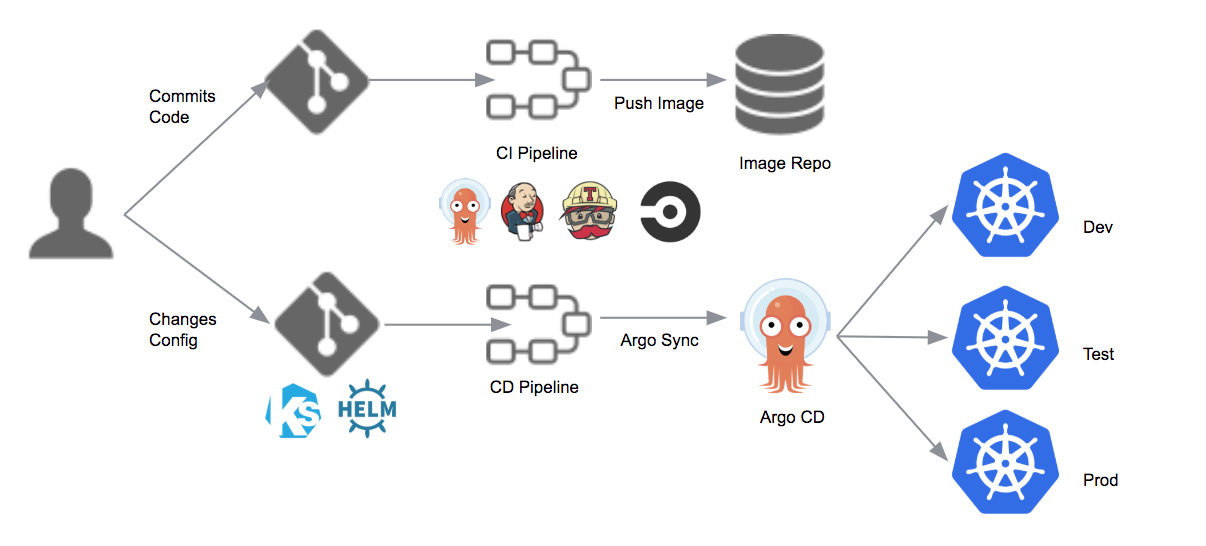 Commits
Code
Push Image
CI Pipeline
Image Repo
T
Dev
Changes
Config
Argo Sync
Test
CD Pipeline
Ks
HELM
Argo CD
Prod